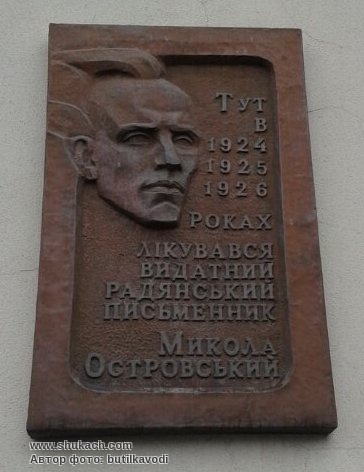 Тут
в
1924
1925
1926
роках
лікувався
видатний
радянський
письменник
Микола
Островський
www.shukach.com
Автор фото: butilkavodi